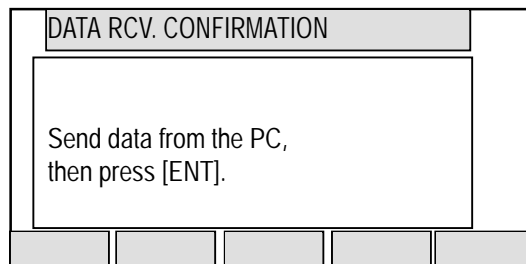 DATA RCV. CONFIRMATION
Send data from the PC,
then press [ENT].